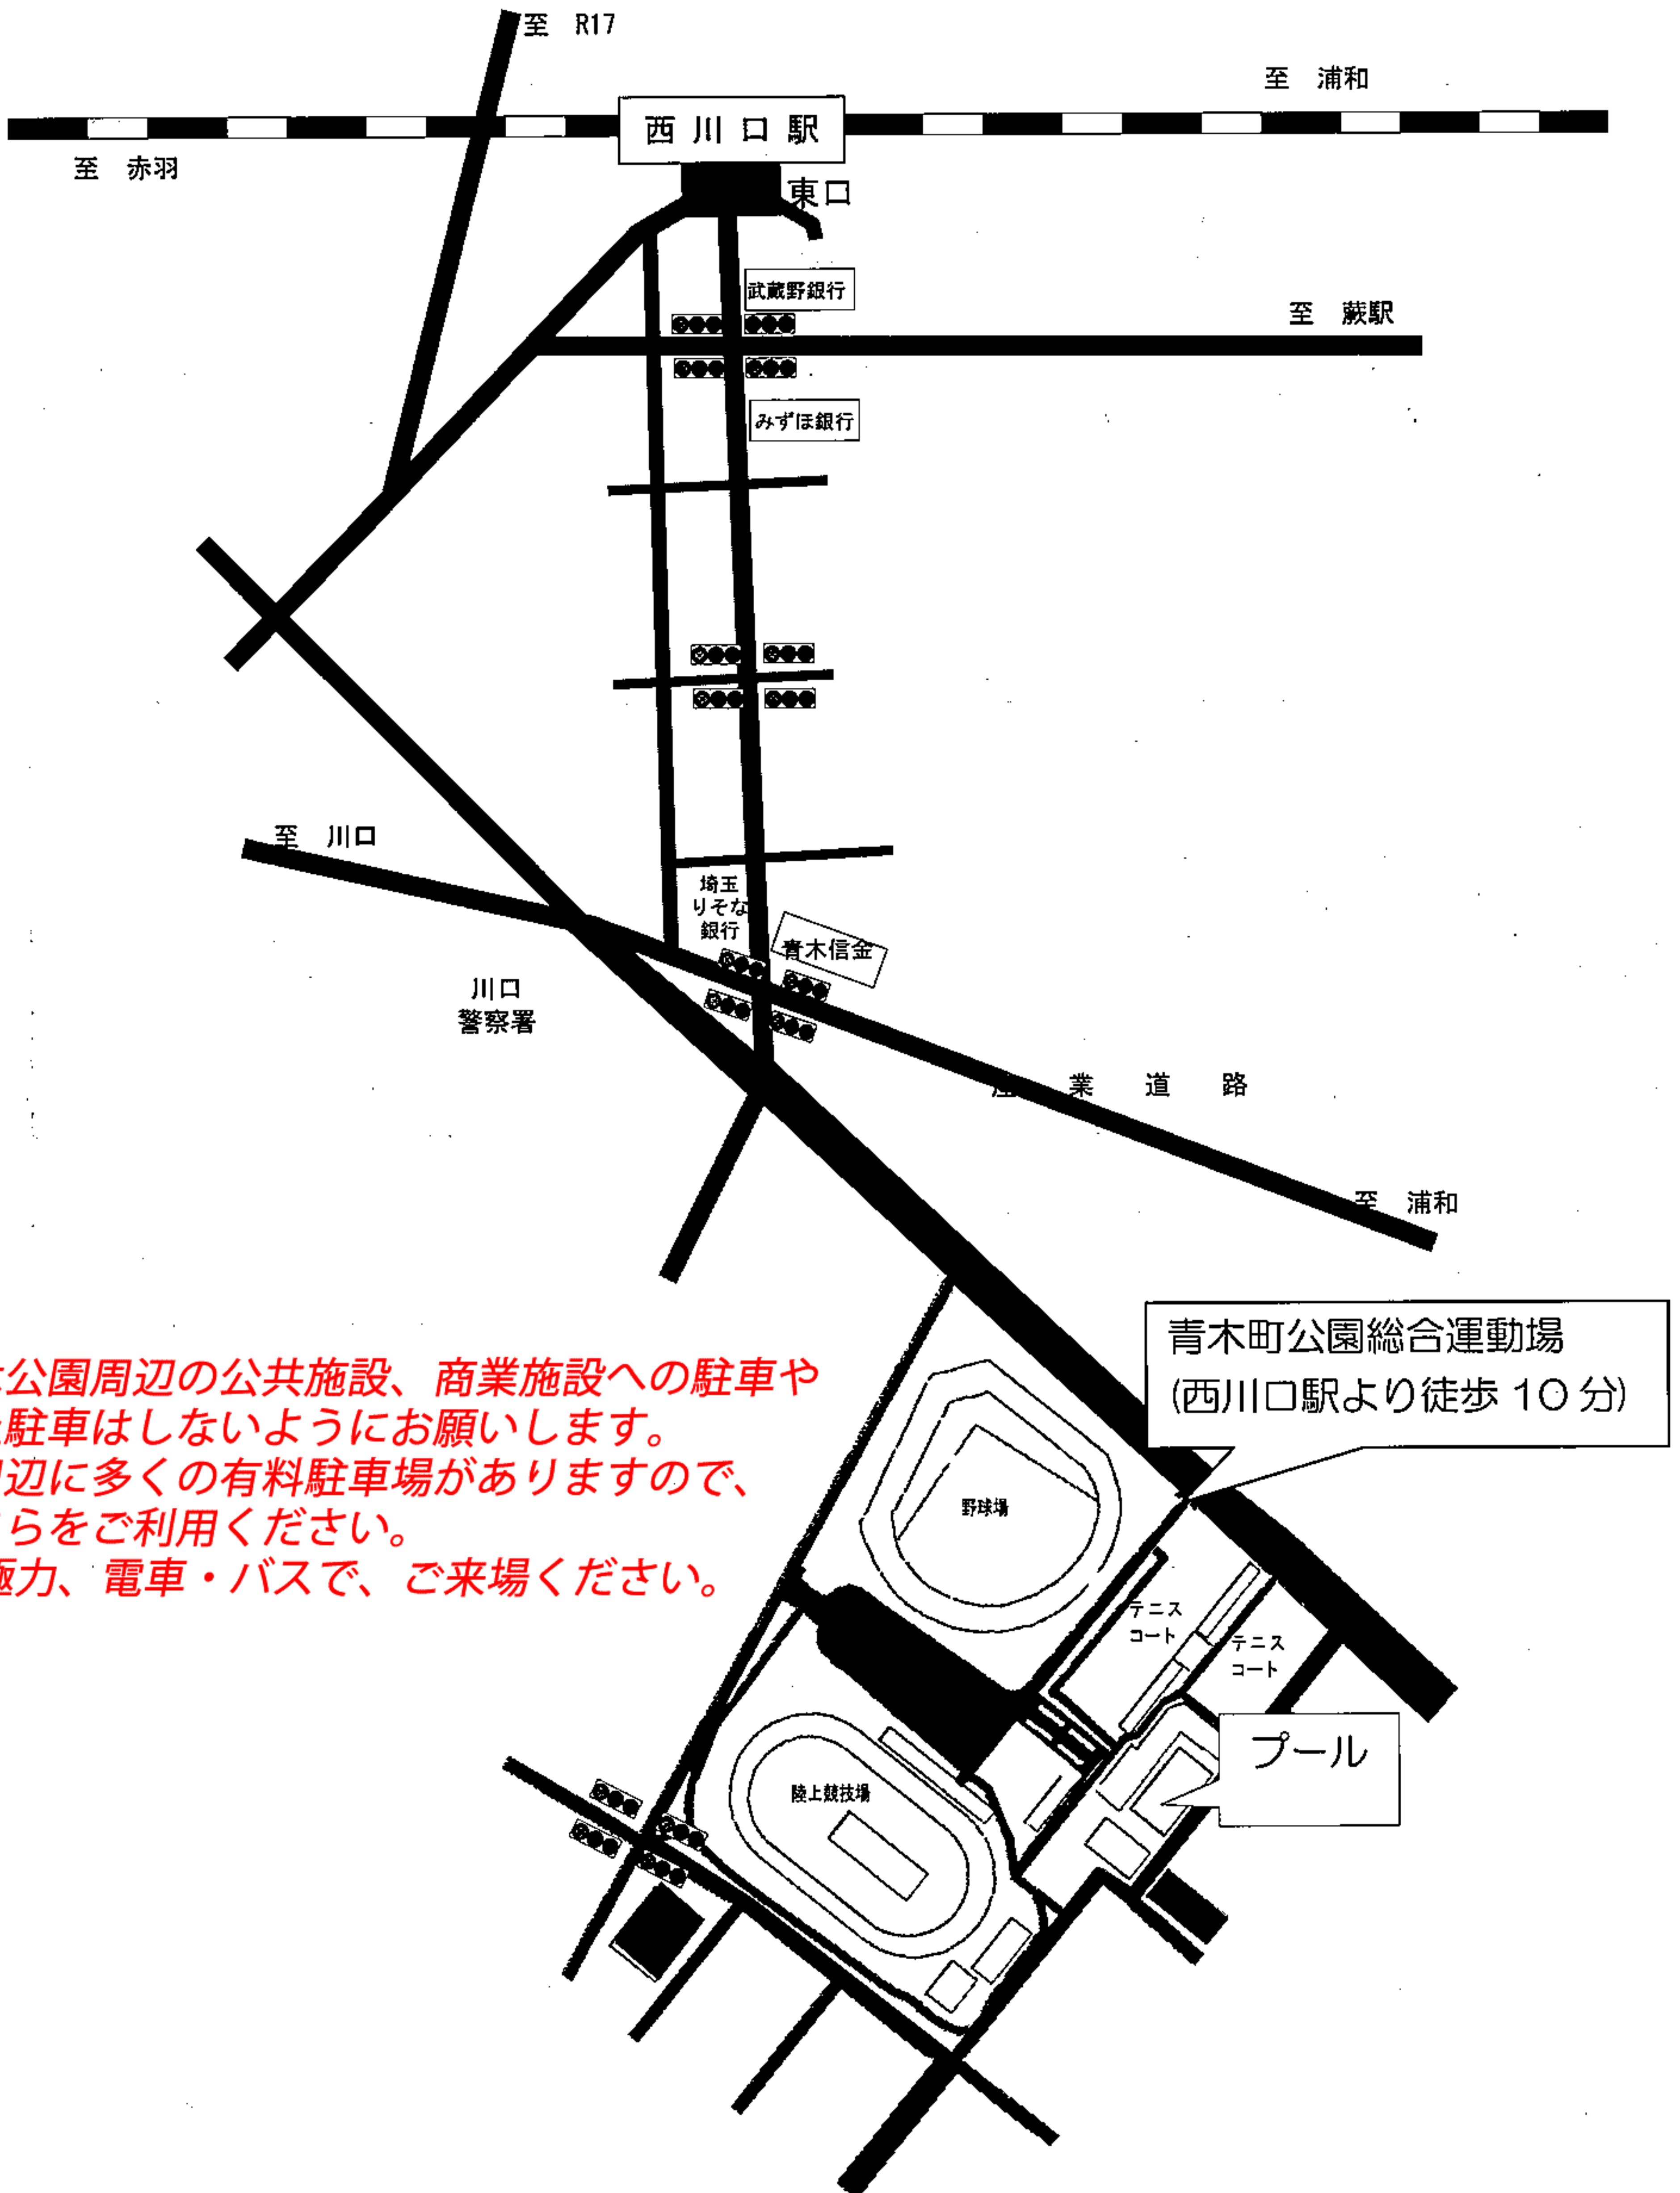 至 R17
至 浦和
西川口駅
至 赤羽
東口
武蔵野銀行
至 蕨駅
みずほ銀行
至 川口
埼玉
りそな
銀行
青木信金
川口
警察署
業 道 路
至 浦和
青木町公園総合運動場
(西川口駅より徒歩 10 分)
公園周辺の公共施設、商業施設への駐車や
駐車はしないようにお願いします。
辺に多くの有料駐車場がありますので、
らをご利用ください。
極力、電車・バスで、ご来場ください。
野球場
テニス
コート
テニス
コート
プール
陸上競技場